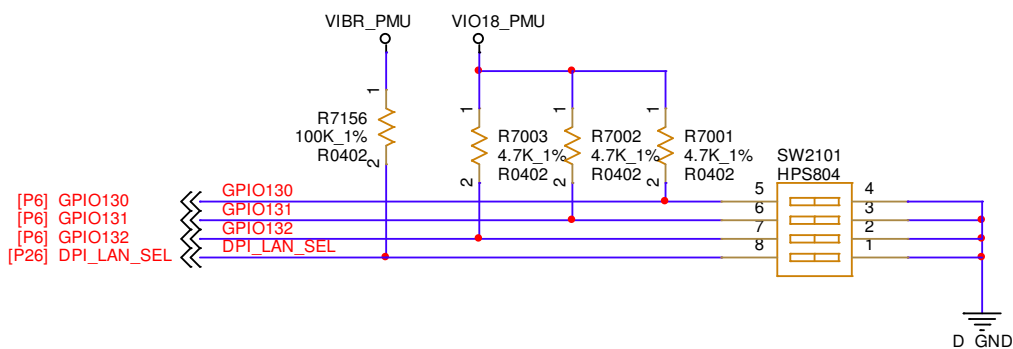 VIBR_PMU
VIO18_PMU
1
1
1
1
R7156
100K_1%
R0402
R7003
4.7K_1%
R0402
R7002
4.7K_1%
R0402
R7001
4.7K_1%
R0402
2
2
2
2
SW2101
HPS804
[P6] GPIO130
GPIO130
5
4
[P6] GPIO131
GPIO131
6
3
[P6] GPIO132
GPIO132
7
2
[P26] DPI_LAN_SEL
DPI_LAN_SEL
8
1
D_GND